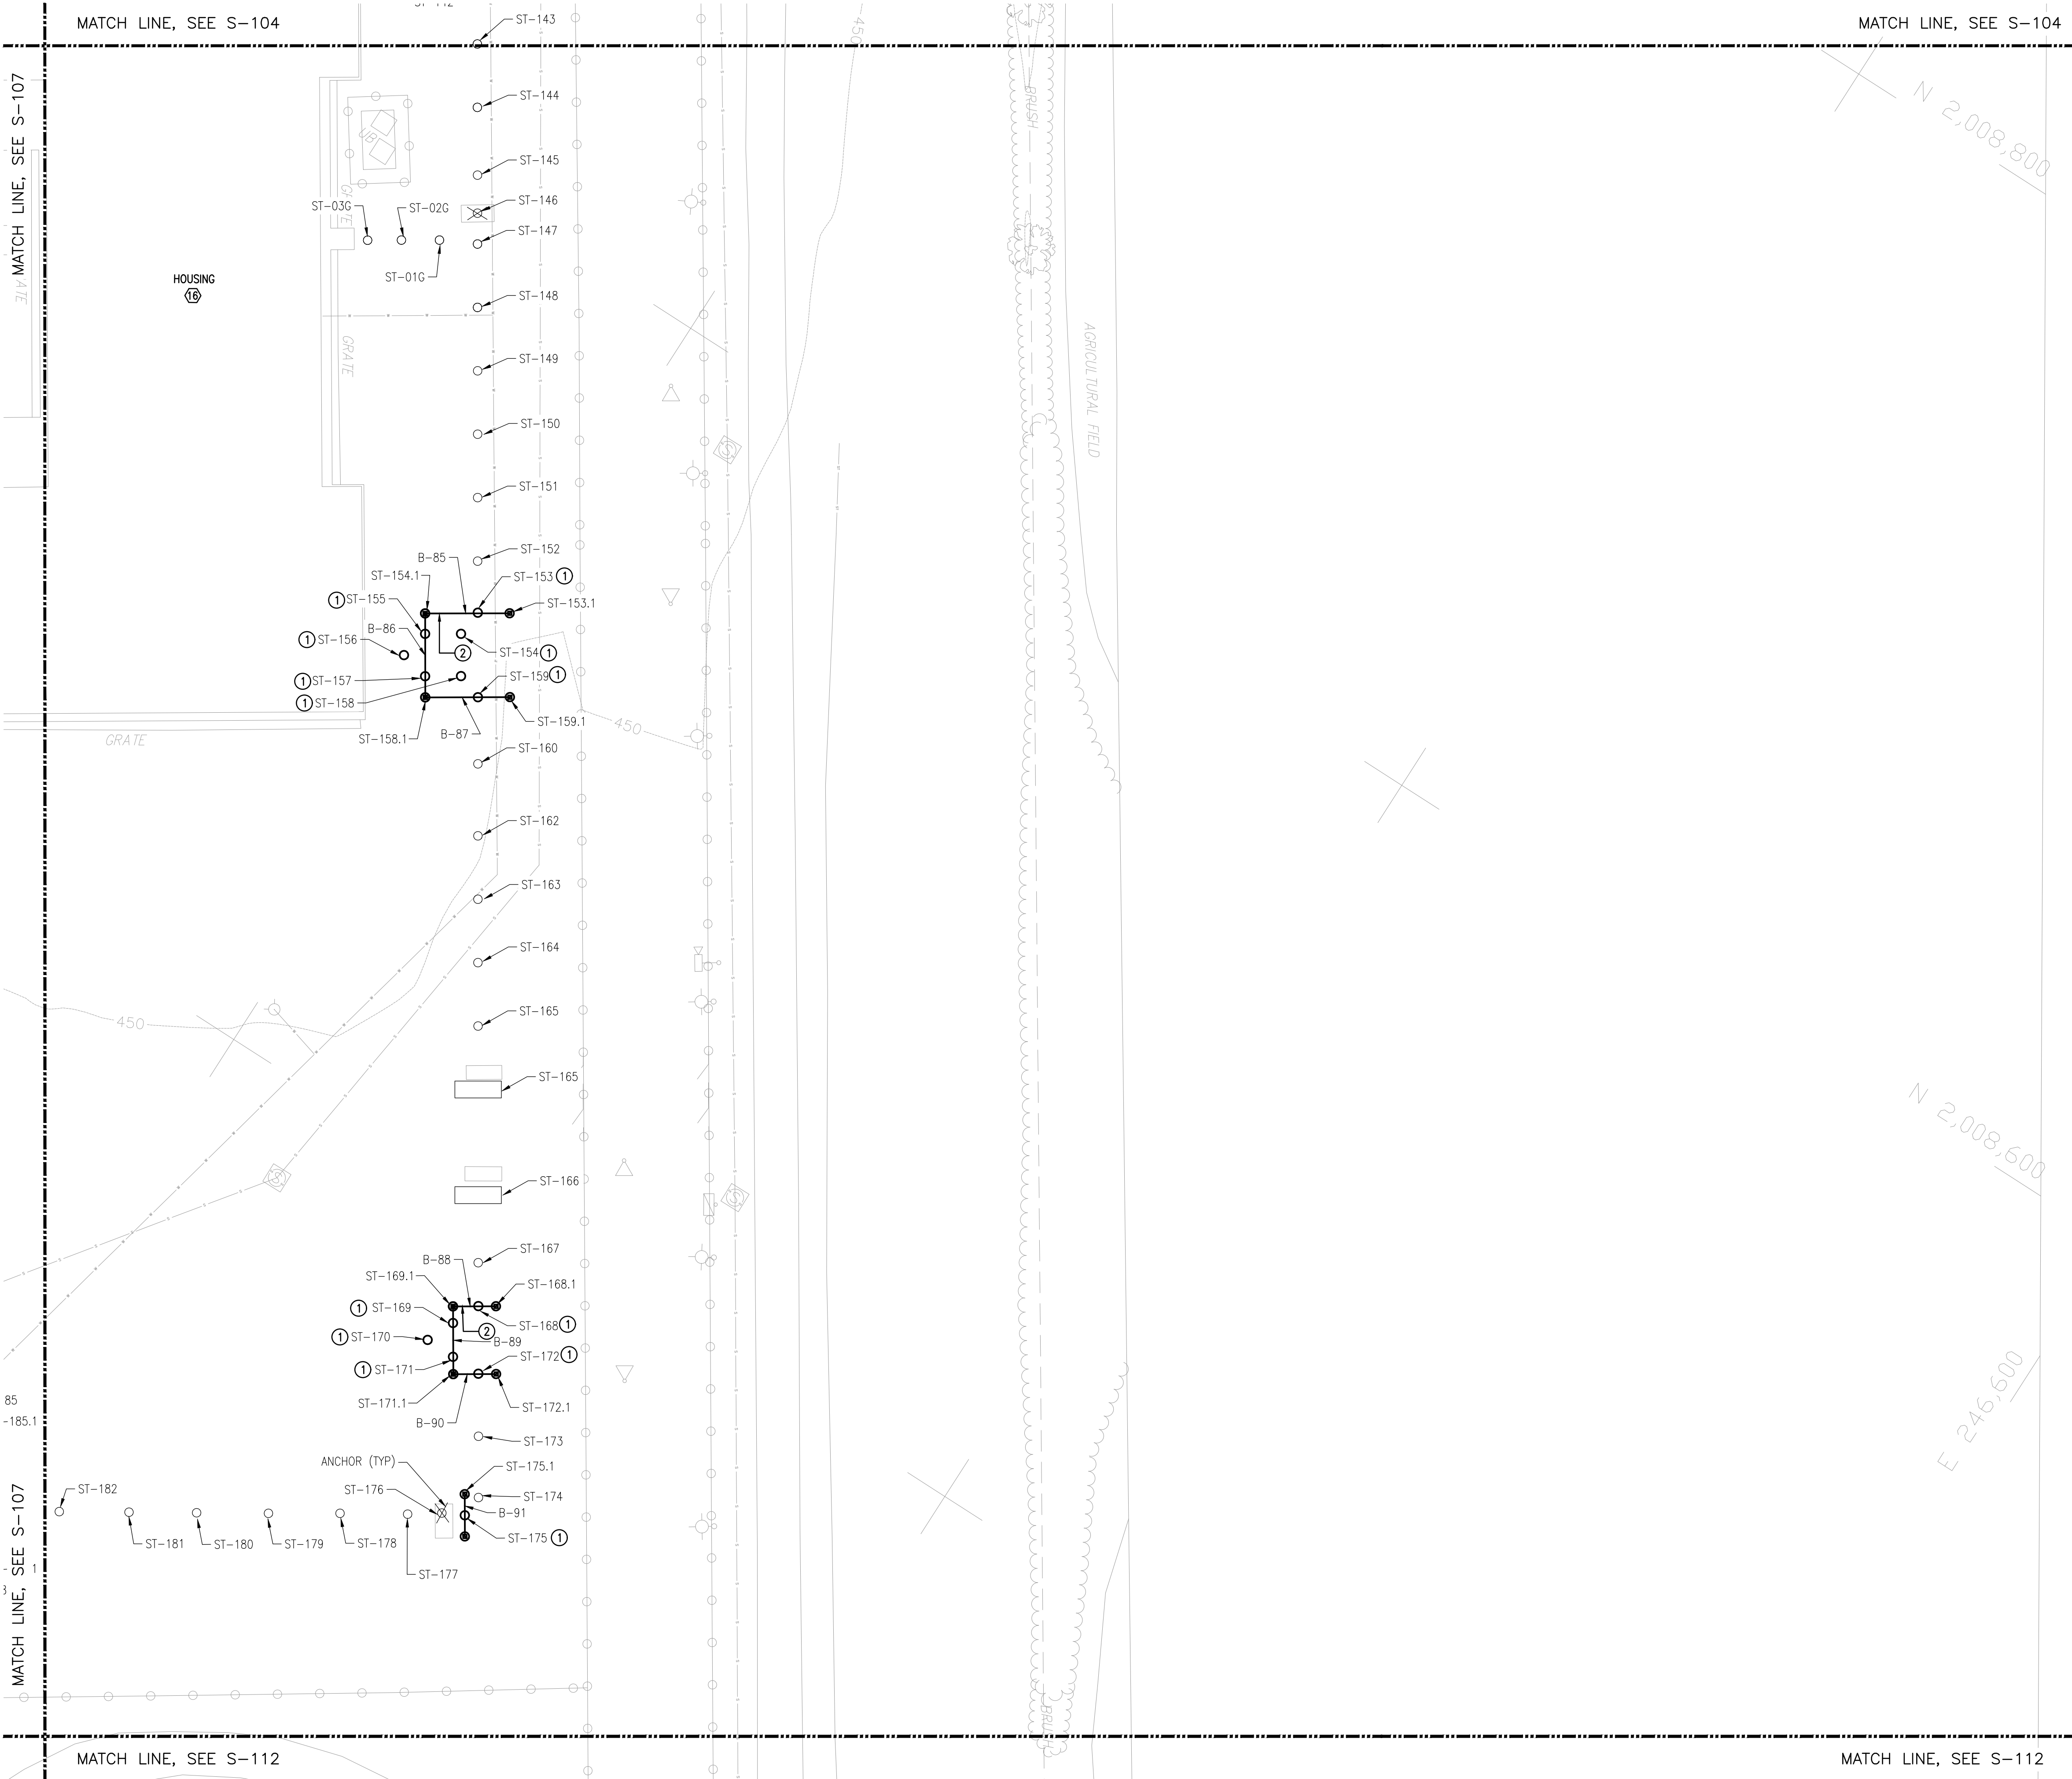 MATCH LINE, SEE S-104
MATCH LINE, SEE S-104
MATCH LINE, SEE S-107
ST-143
ST-144
ST-145
ST-146
ST-147
ST-03G
ST-02G
ST-01G
UB
GRATE
HOUSING
16
ST-148
GRATE
ST-149
ST-150
ST-151
ST-152
B-85
ST-153 1
ST-154.1
1 ST-155
ST-153.1
B-86
1 ST-156
2
ST-154 1
1 ST-157
ST-159 1
1 ST-158
ST-159.1
ST-158.1
B-87
GRATE
450
ST-160
ST-162
ST-163
ST-164
450
ST-165
ST-165
ST-166
ST-167
B-88
ST-169.1
ST-168.1
1 ST-169
ST-168 1
2
1 ST-170
B-89
ST-172 1
1 ST-171
ST-171.1
ST-172.1
B-90
85
-185.1
ST-173
ANCHOR (TYP)
ST-175.1
ST-176
ST-174
B-91
ST-175 1
ST-182
ST-181
ST-180
ST-179
ST-178
ST-177
1
450
BRUSH
AGRICULTURAL FIELD
BRUSH
N 2,008,800
N 2,008,600
E 246,600
S
S
S
MATCH LINE, SEE S-107
MATCH LINE, SEE S-112
MATCH LINE, SEE S-112